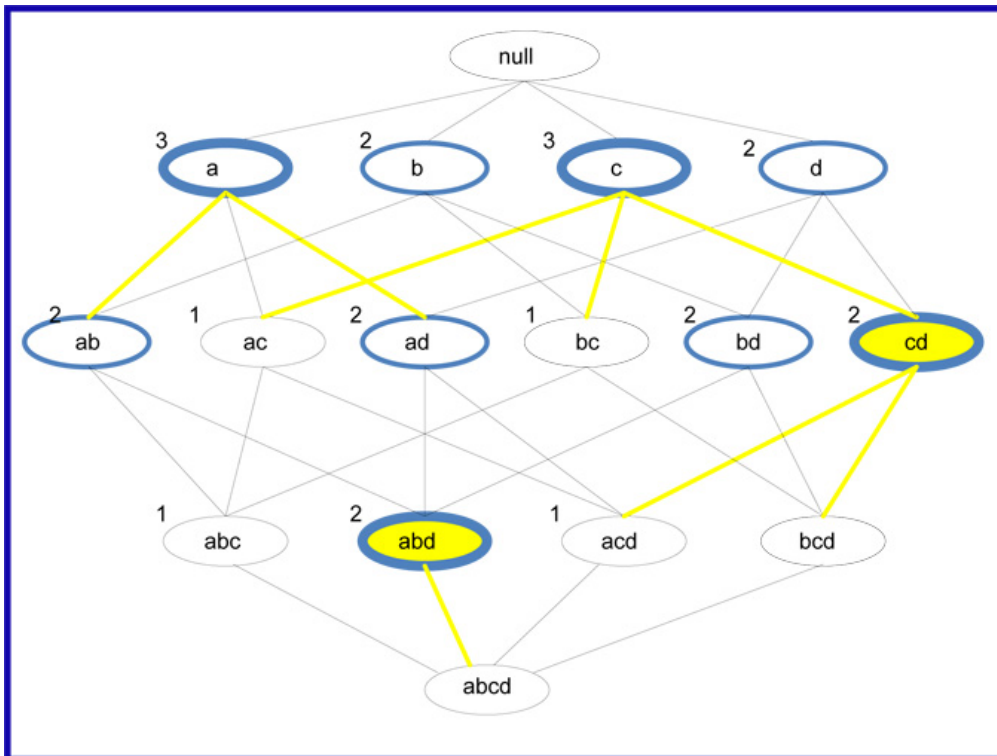 null
3 2 3 2
a b c d
2 1 2 1 2 2
ab ac ad bc bd cd
1 2 1
abc abd acd bcd
abcd